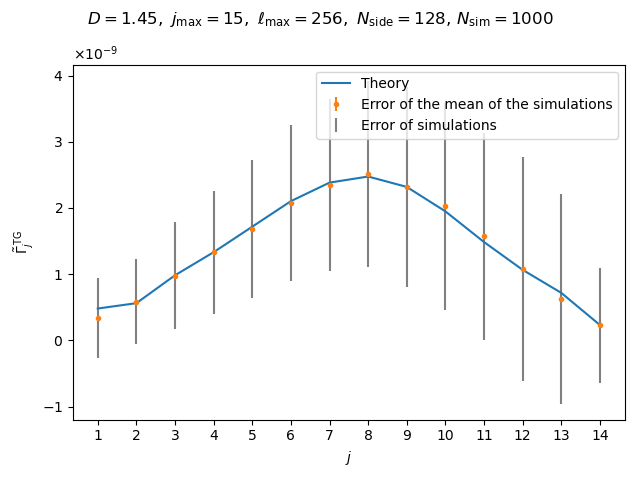 D = 1.45, j_max = 15, ℓ_max = 256, N_side = 128, N_sim = 1000
×10⁻⁹
4
3
2
1
0
−1
Γ̃_j^TG
Theory
Error of the mean of the simulations
Error of simulations
1 2 3 4 5 6 7 8 9 10 11 12 13 14
j